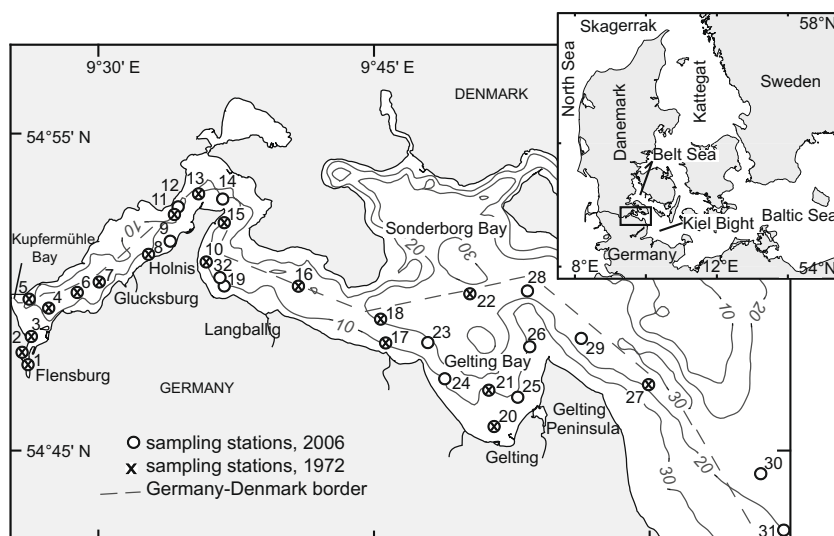 9°30' E
9°45' E
DENMARK
54°55' N
Kupfermühle
Bay
Holnis
Glucksburg
Langballig
Flensburg
GERMANY
Sonderborg Bay
Gelting Bay
Gelting
Peninsula
Gelting
54°45' N
1
2
3
4
5
6
7
8
9
10
11
12
13
14
15
16
17
18
19
20
21
22
23
24
25
26
27
28
29
30
31
32
10
10
20
30
10
20
30
20
30
10
sampling stations, 2006
x sampling stations, 1972
Germany-Denmark border
Skagerrak
58°N
North Sea
Danemark
Kattegat
Sweden
Belt Sea
Baltic Sea
Kiel Bight
Germany
8°E
12°E
54°N